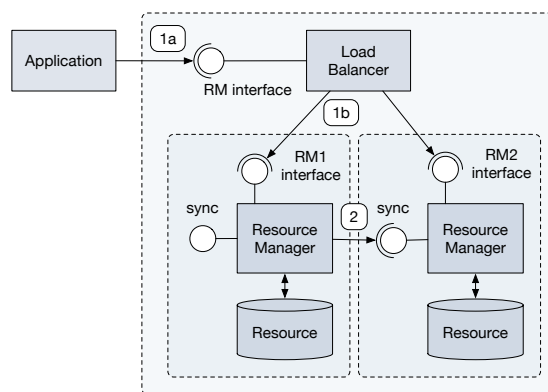 1a
Application
Load
Balancer
RM interface
1b
RM1
interface
RM2
interface
sync
2
sync
Resource
Manager
Resource
Manager
Resource
Resource